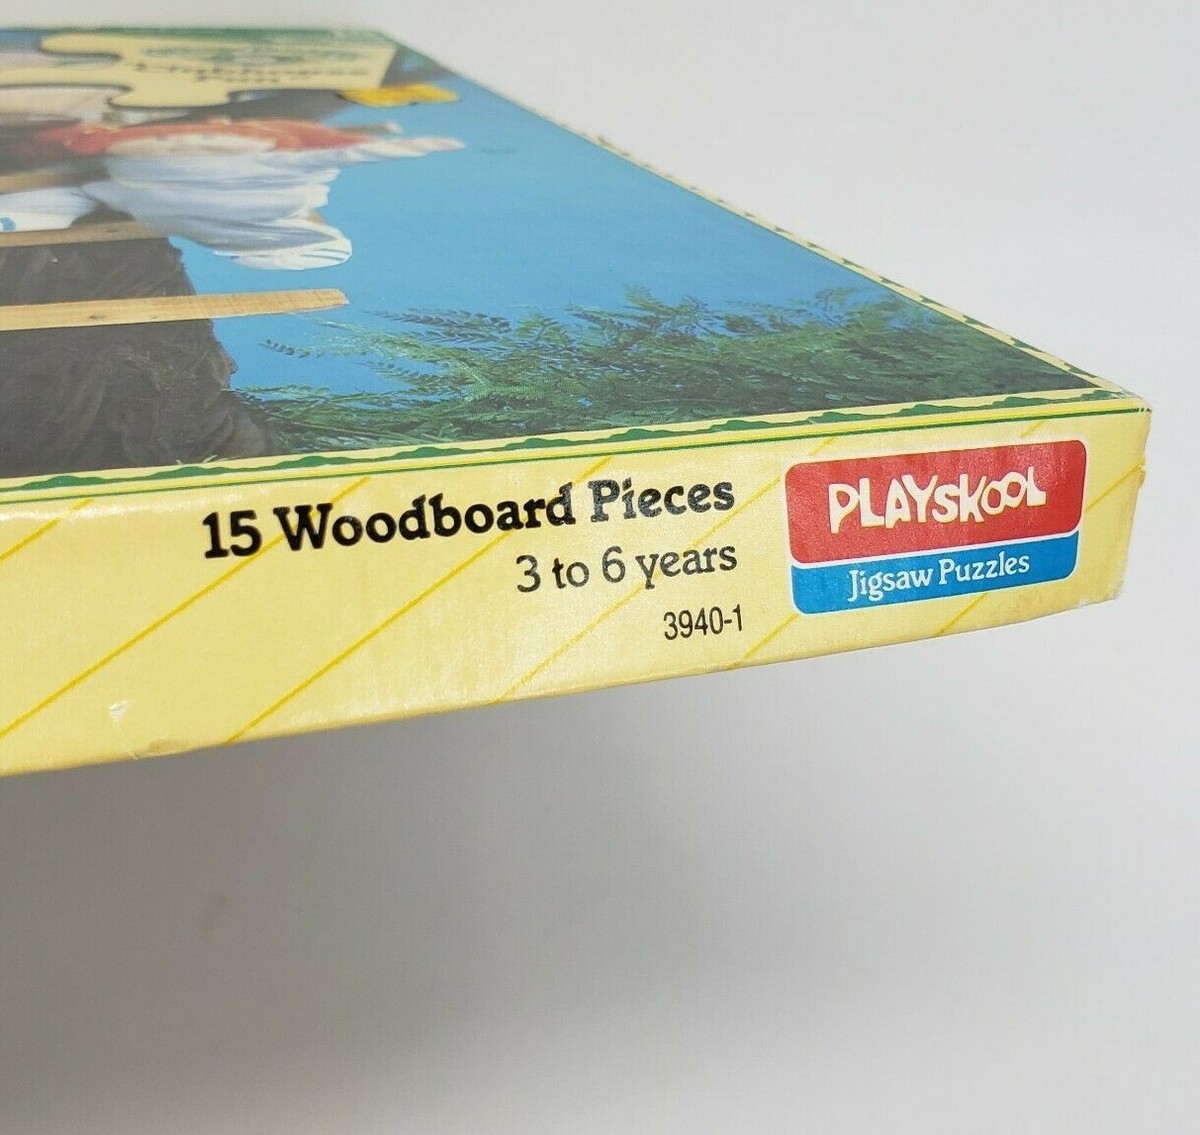 15 Woodboard Pieces
3 to 6 years
3940-1
PLAYSKOOL
Jigsaw Puzzles